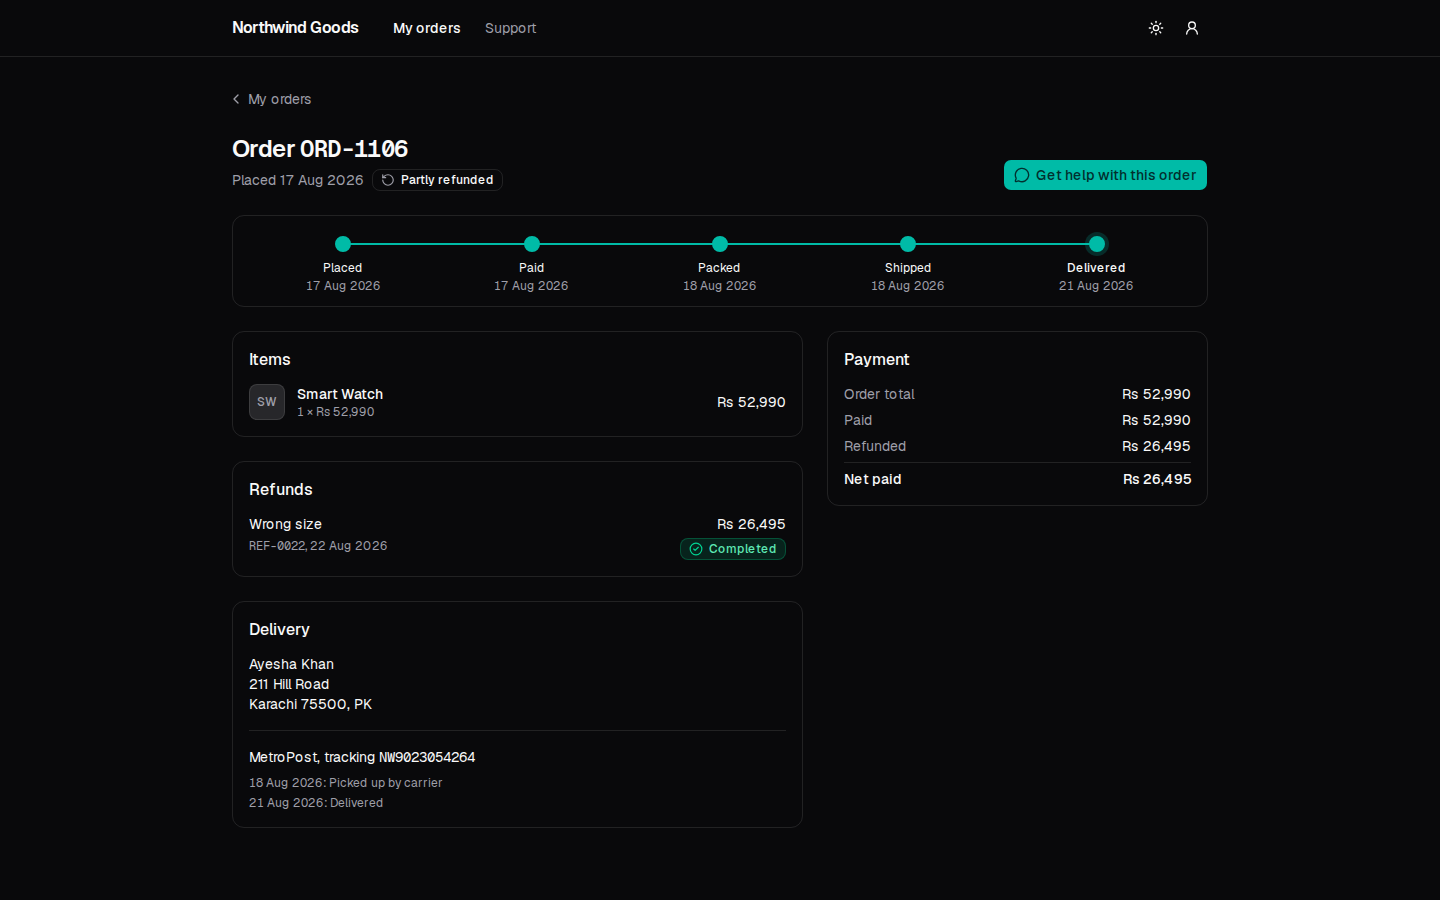 Northwind Goods
My orders
Support
My orders
Order ORD-1106
Placed 17 Aug 2026
Partly refunded
Get help with this order
Placed
17 Aug 2026
Paid
17 Aug 2026
Packed
18 Aug 2026
Shipped
18 Aug 2026
Delivered
21 Aug 2026
Items
SW
Smart Watch
1 × Rs 52,990
Rs 52,990
Refunds
Wrong size
Rs 26,495
REF-0022, 22 Aug 2026
Completed
Delivery
Ayesha Khan
211 Hill Road
Karachi 75500, PK
MetroPost, tracking NW9023054264
18 Aug 2026: Picked up by carrier
21 Aug 2026: Delivered
Payment
Order total Rs 52,990
Paid Rs 52,990
Refunded Rs 26,495
Net paid Rs 26,495